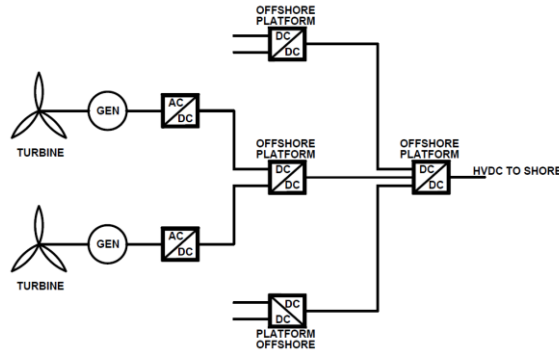 OFFSHORE
PLATFORM
DC
DC
GEN
AC
DC
TURBINE
OFFSHORE
PLATFORM
DC
DC
OFFSHORE
PLATFORM
DC
DC
HVDC TO SHORE
GEN
AC
DC
TURBINE
DC
DC
PLATFORM
OFFSHORE